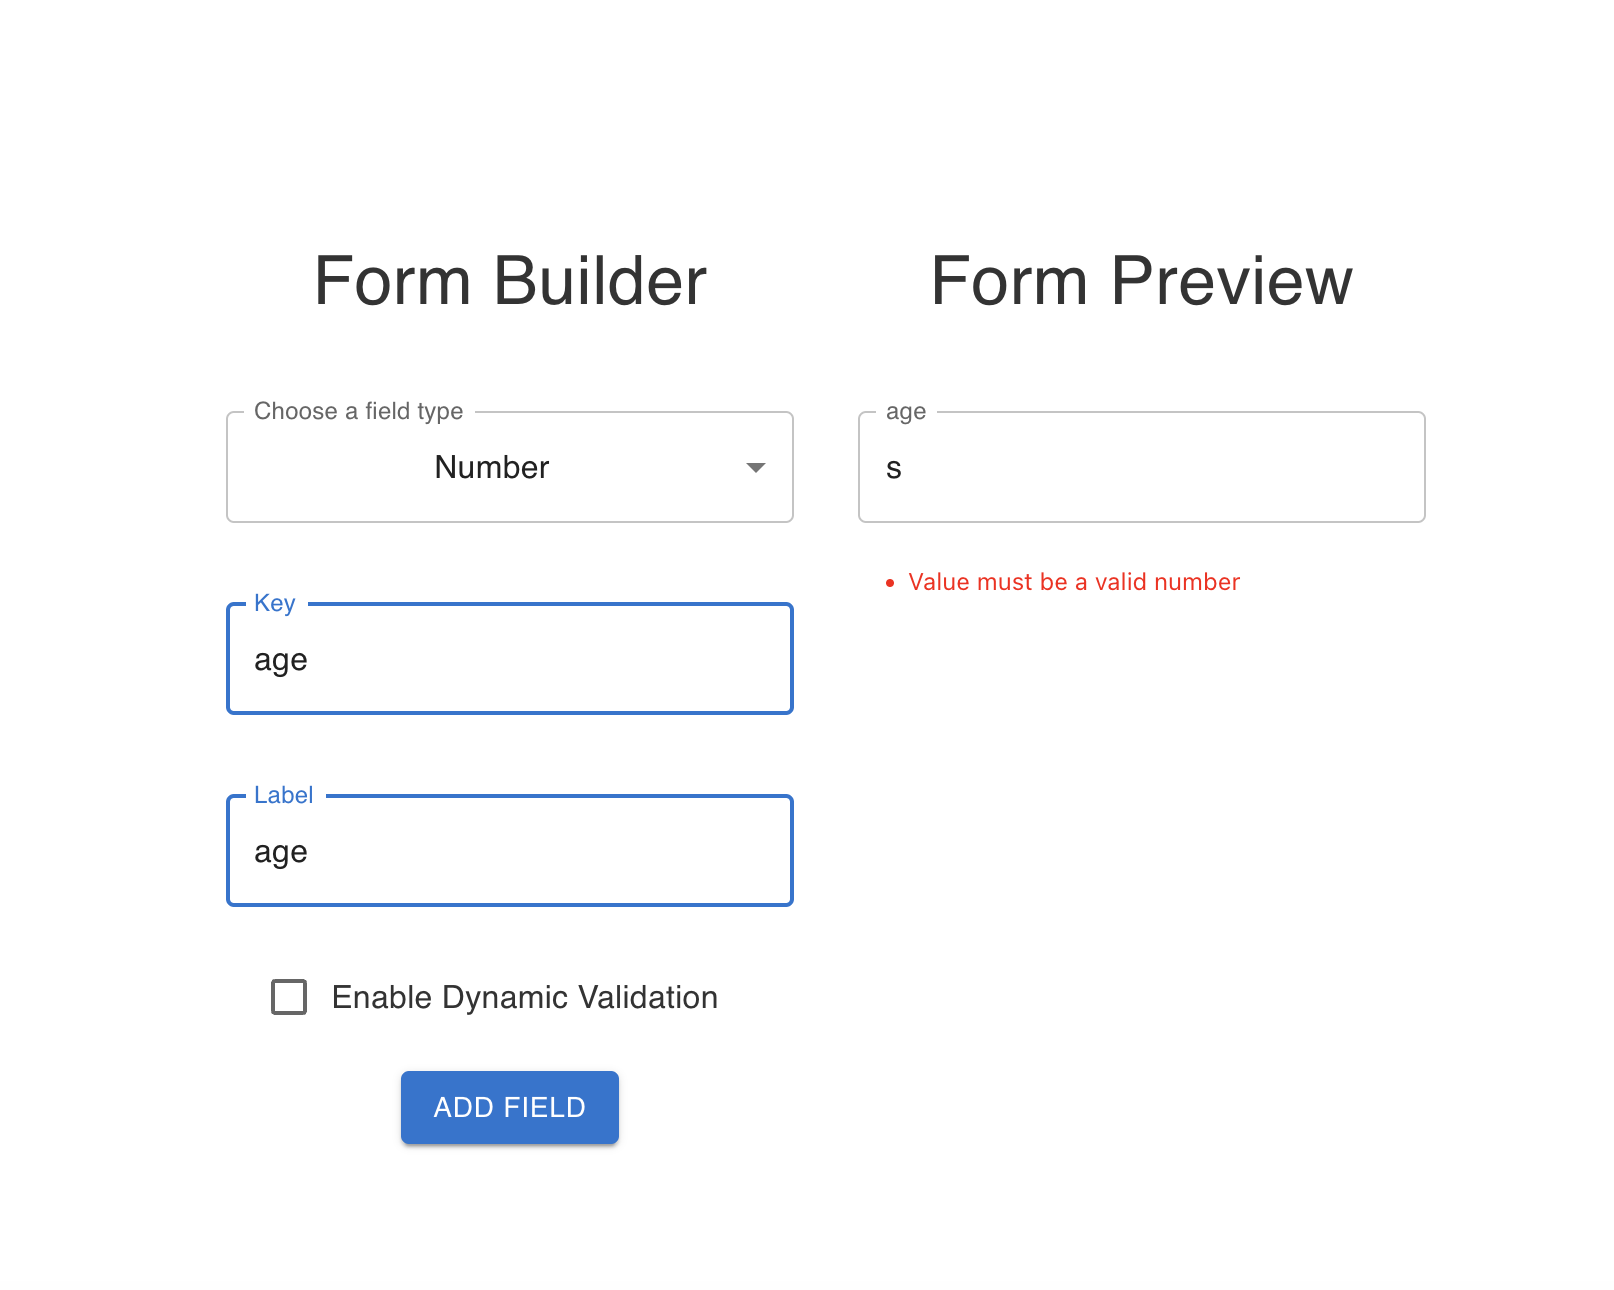 Form Builder
Choose a field type
Number
Key
age
Label
age
Enable Dynamic Validation
ADD FIELD
Form Preview
age
s
Value must be a valid number